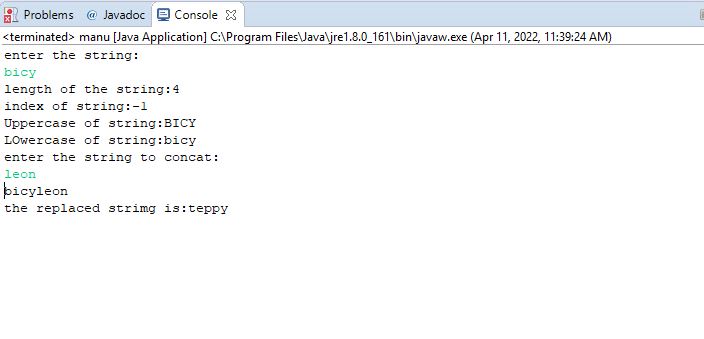 Problems @ Javadoc Console
<terminated> manu [Java Application] C:\Program Files\Java\jre1.8.0_161\bin\javaw.exe (Apr 11, 2022, 11:39:24 AM)
enter the string:
bicy
length of the string:4
index of string:-1
Uppercase of string:BICY
LOwercase of string:bicy
enter the string to concat:
leon
bicyleon
the replaced strimg is:teppy